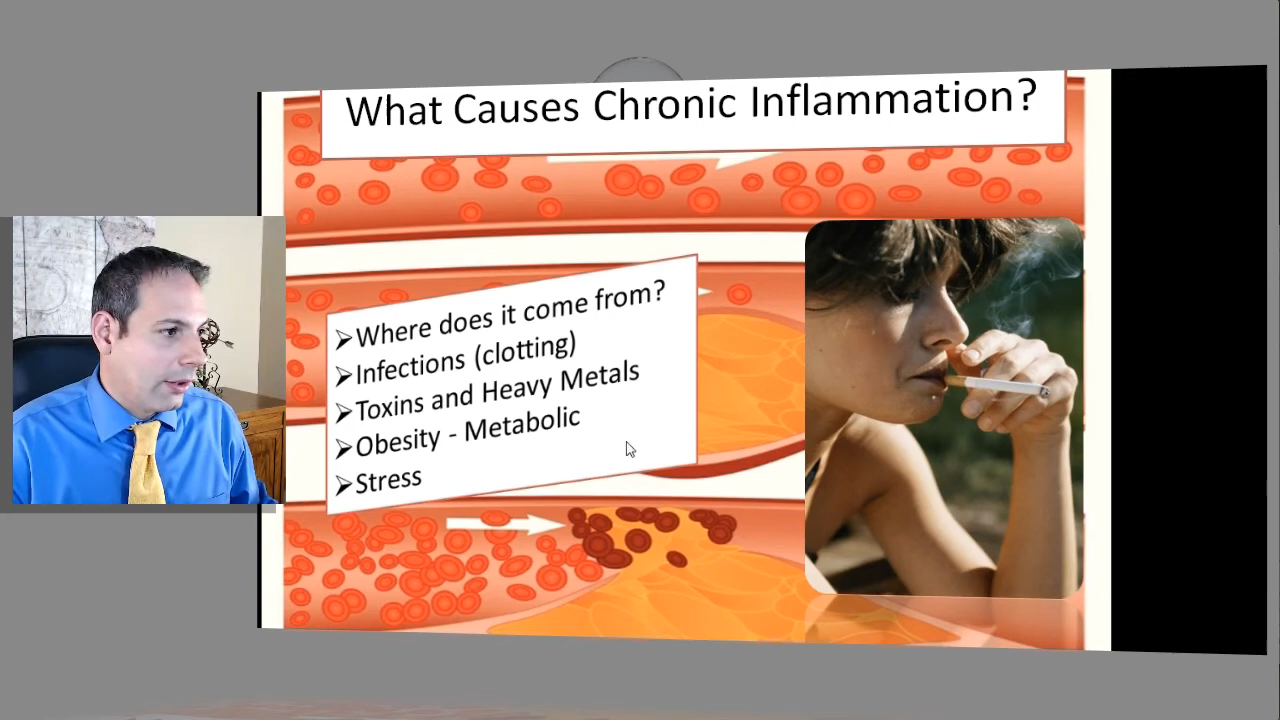 What Causes Chronic Inflammation?
➢Where does it come from?
➢Infections (clotting)
➢Toxins and Heavy Metals
➢Obesity - Metabolic
➢Stress